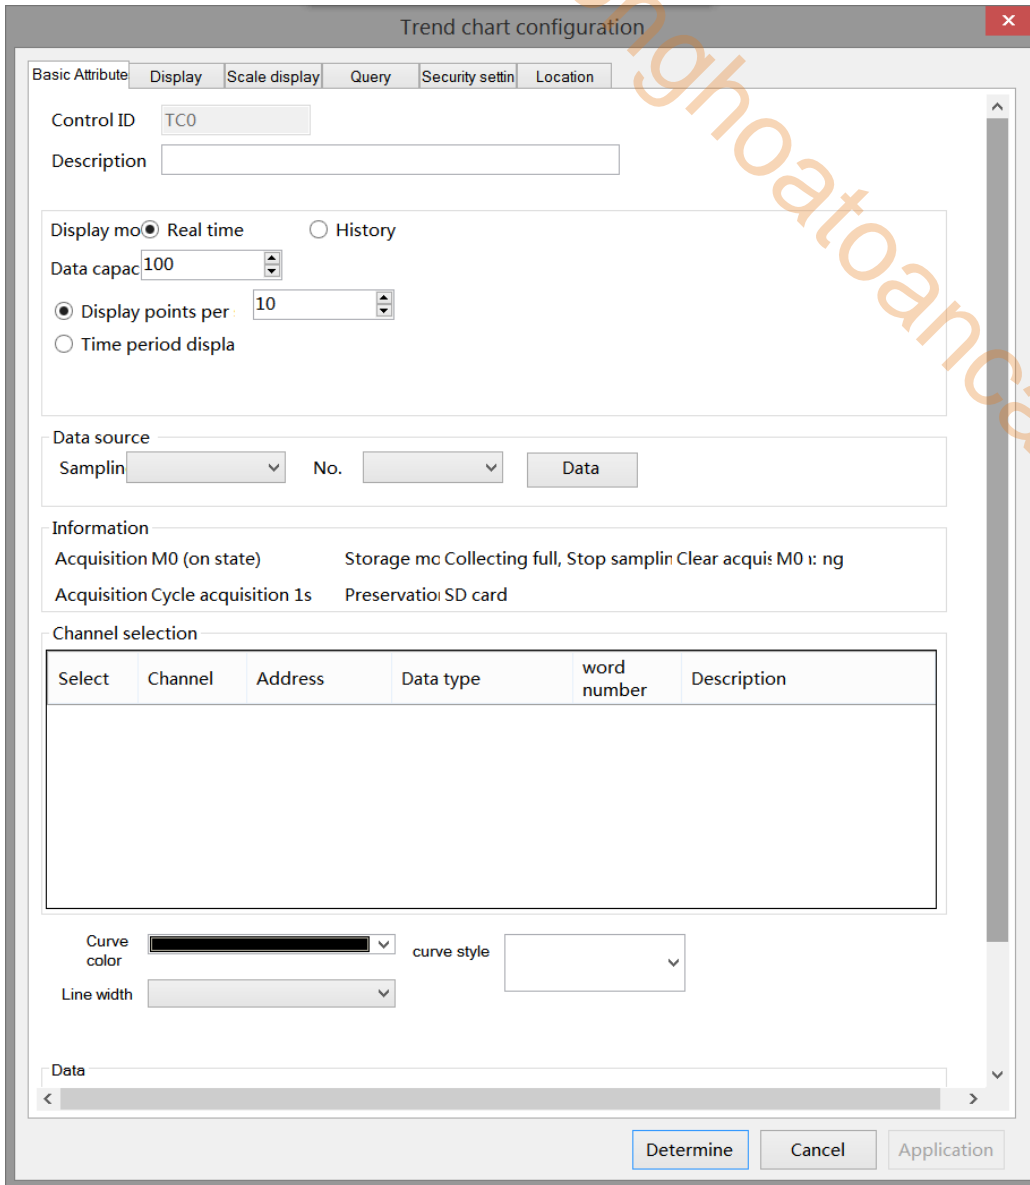 Trend chart configuration
Basic Attribute Display Scale display Query Security settin Location
Control ID TC0
Description
Display mo Real time History
Data capac 100
Display points per 10
Time period displa
Data source
Samplin No. Data
Information
Acquisition M0 (on state) Storage mo Collecting full, Stop samplin Clear acquis M0 ng
Acquisition Cycle acquisition 1s Preservation SD card
Channel selection
Select Channel Address Data type word number Description
Curve color curve style
Line width
Data
Determine Cancel Application
nghoatoanca